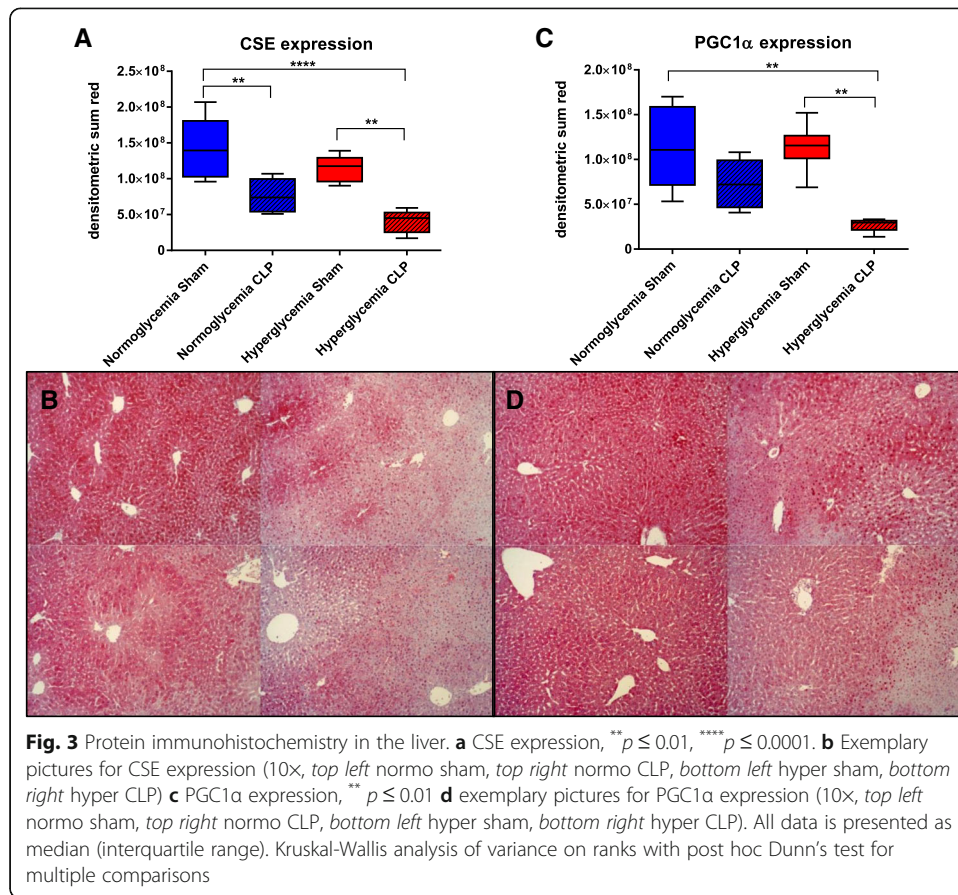 A
CSE expression
****
**
**
densitometric sum red
2.5×10⁸
2.0×10⁸
1.5×10⁸
1.0×10⁸
5.0×10⁷
0
Normoglycemia Sham
Normoglycemia CLP
Hyperglycemia Sham
Hyperglycemia CLP
C
PGC1α expression
**
**
densitometric sum red
2.0×10⁸
1.5×10⁸
1.0×10⁸
5.0×10⁷
0
Normoglycemia Sham
Normoglycemia CLP
Hyperglycemia Sham
Hyperglycemia CLP
B
D
Fig. 3 Protein immunohistochemistry in the liver. a CSE expression, **p ≤ 0.01, ****p ≤ 0.0001. b Exemplary
pictures for CSE expression (10×, top left normo sham, top right normo CLP, bottom left hyper sham, bottom
right hyper CLP) c PGC1α expression, ** p ≤ 0.01 d exemplary pictures for PGC1α expression (10×, top left
normo sham, top right normo CLP, bottom left hyper sham, bottom right hyper CLP). All data is presented as
median (interquartile range). Kruskal-Wallis analysis of variance on ranks with post hoc Dunn's test for
multiple comparisons